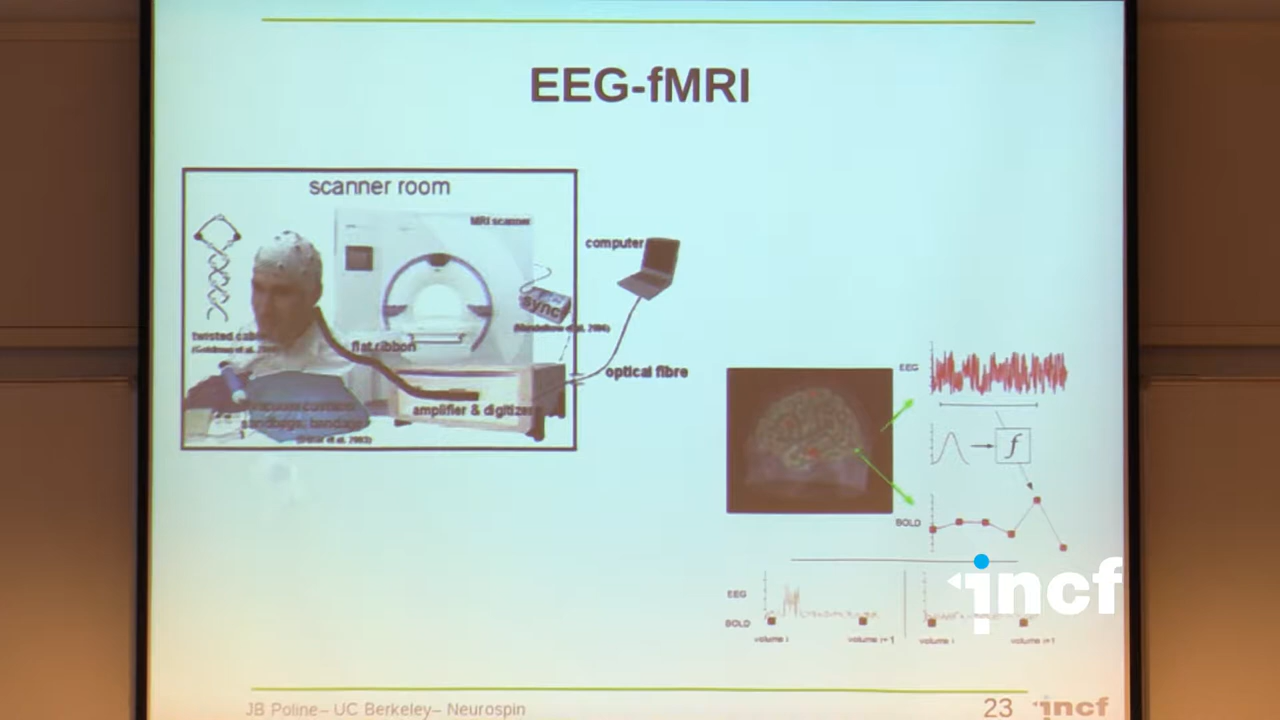 EEG-fMRI
scanner room
MRI scanner
computer
sync
twisted
flat ribbon
optical fibre
amplifier & digitizer
EEG
f
BOLD
incf
EEG
BOLD
volume i
volume i+1
volume i
volume i+1
JB Poline– UC Berkeley– Neurospin
23
incf